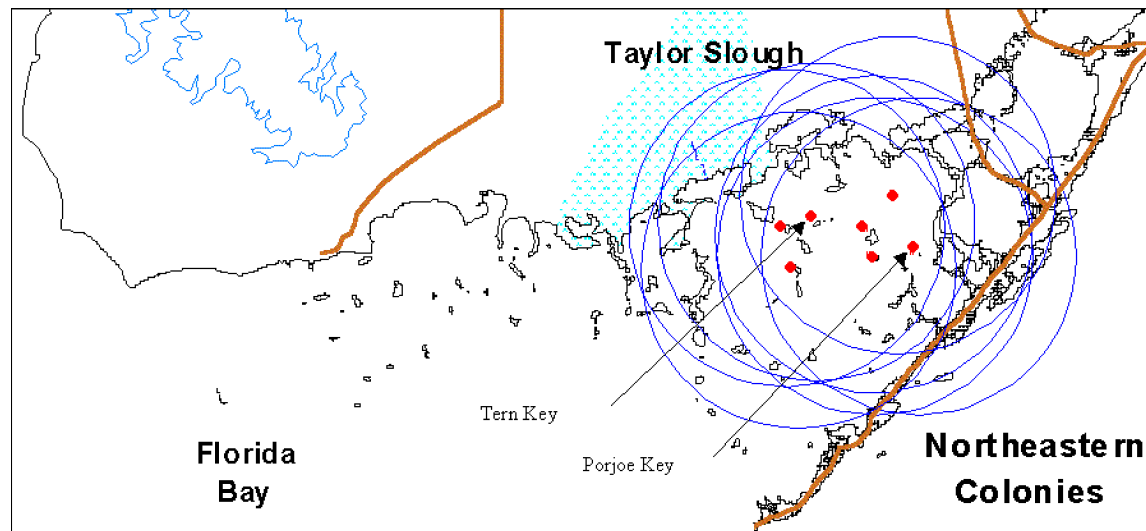 Taylor Slough
Tern Key
Porjoe Key
Florida
Bay
Northeastern
Colonies